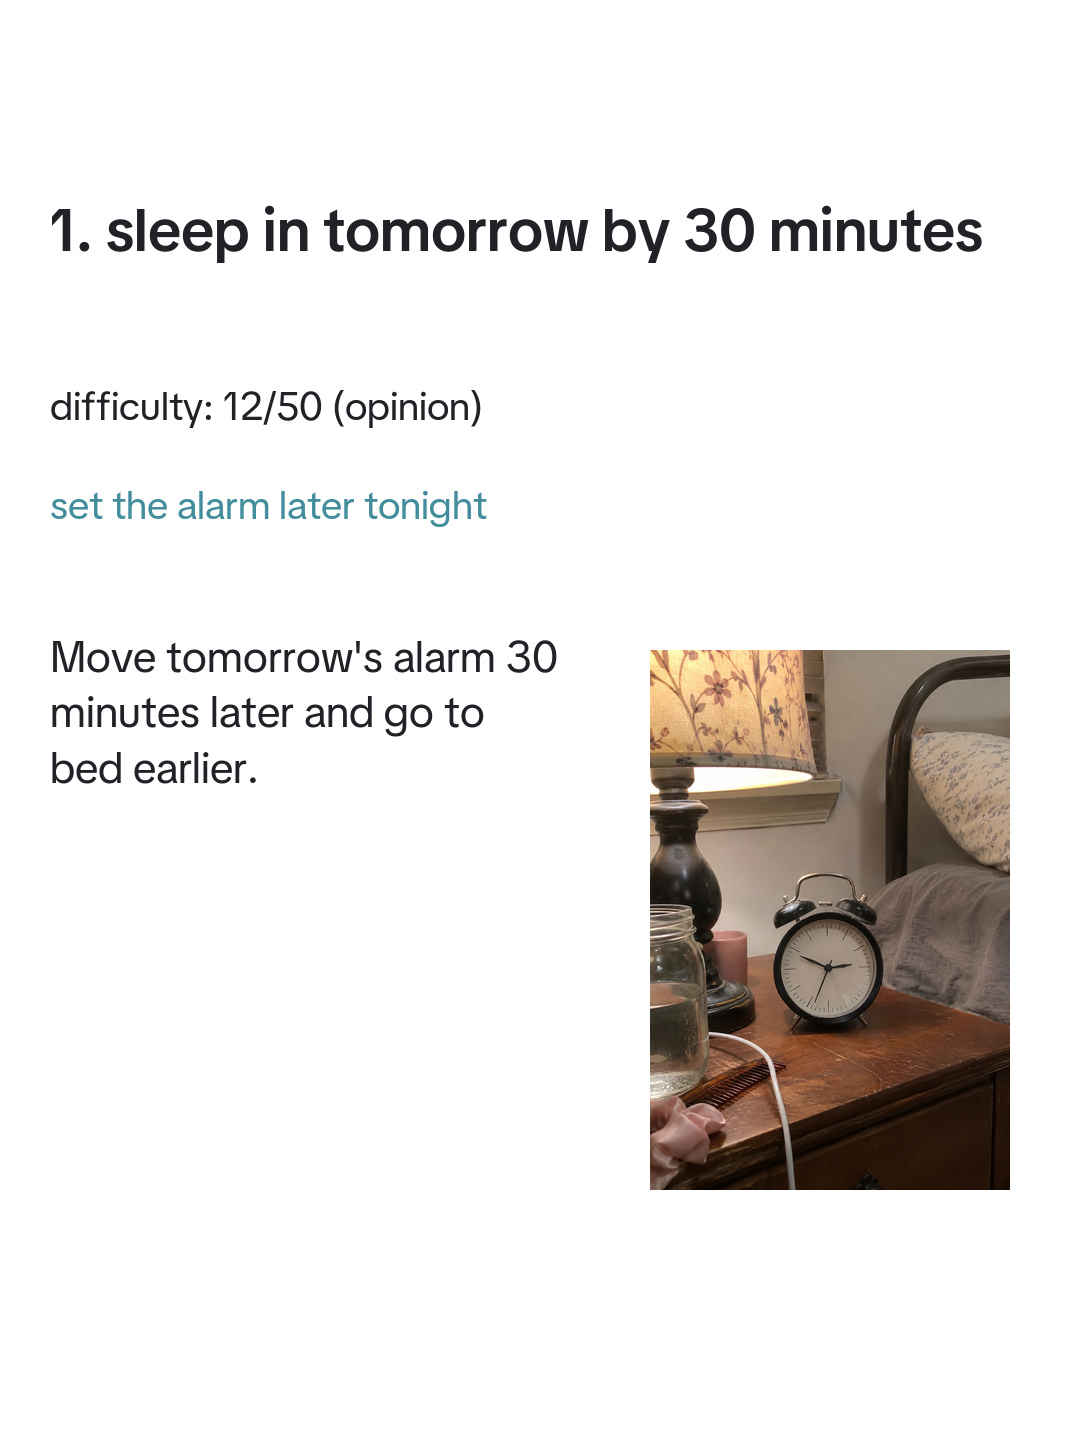 1. sleep in tomorrow by 30 minutes
difficulty: 12/50 (opinion)
set the alarm later tonight
Move tomorrow's alarm 30
minutes later and go to
bed earlier.